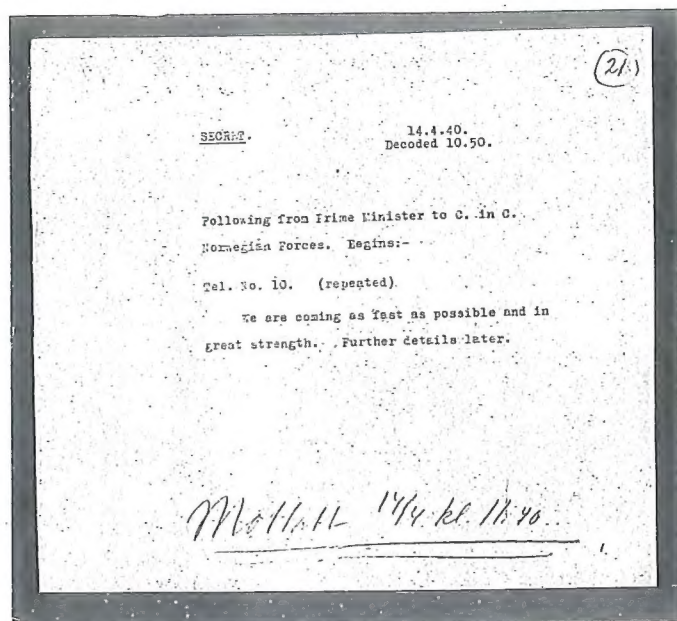 21)
SECRET. 14.4.40.
Decoded 10.50.
Following from Prime Minister to C. in C.
Norwegian Forces. Begins:-
Tel. No. 10. (repeated)
We are coming as fast as possible and in
great strength. Further details later.
Mottatt 14/4 kl 11.40